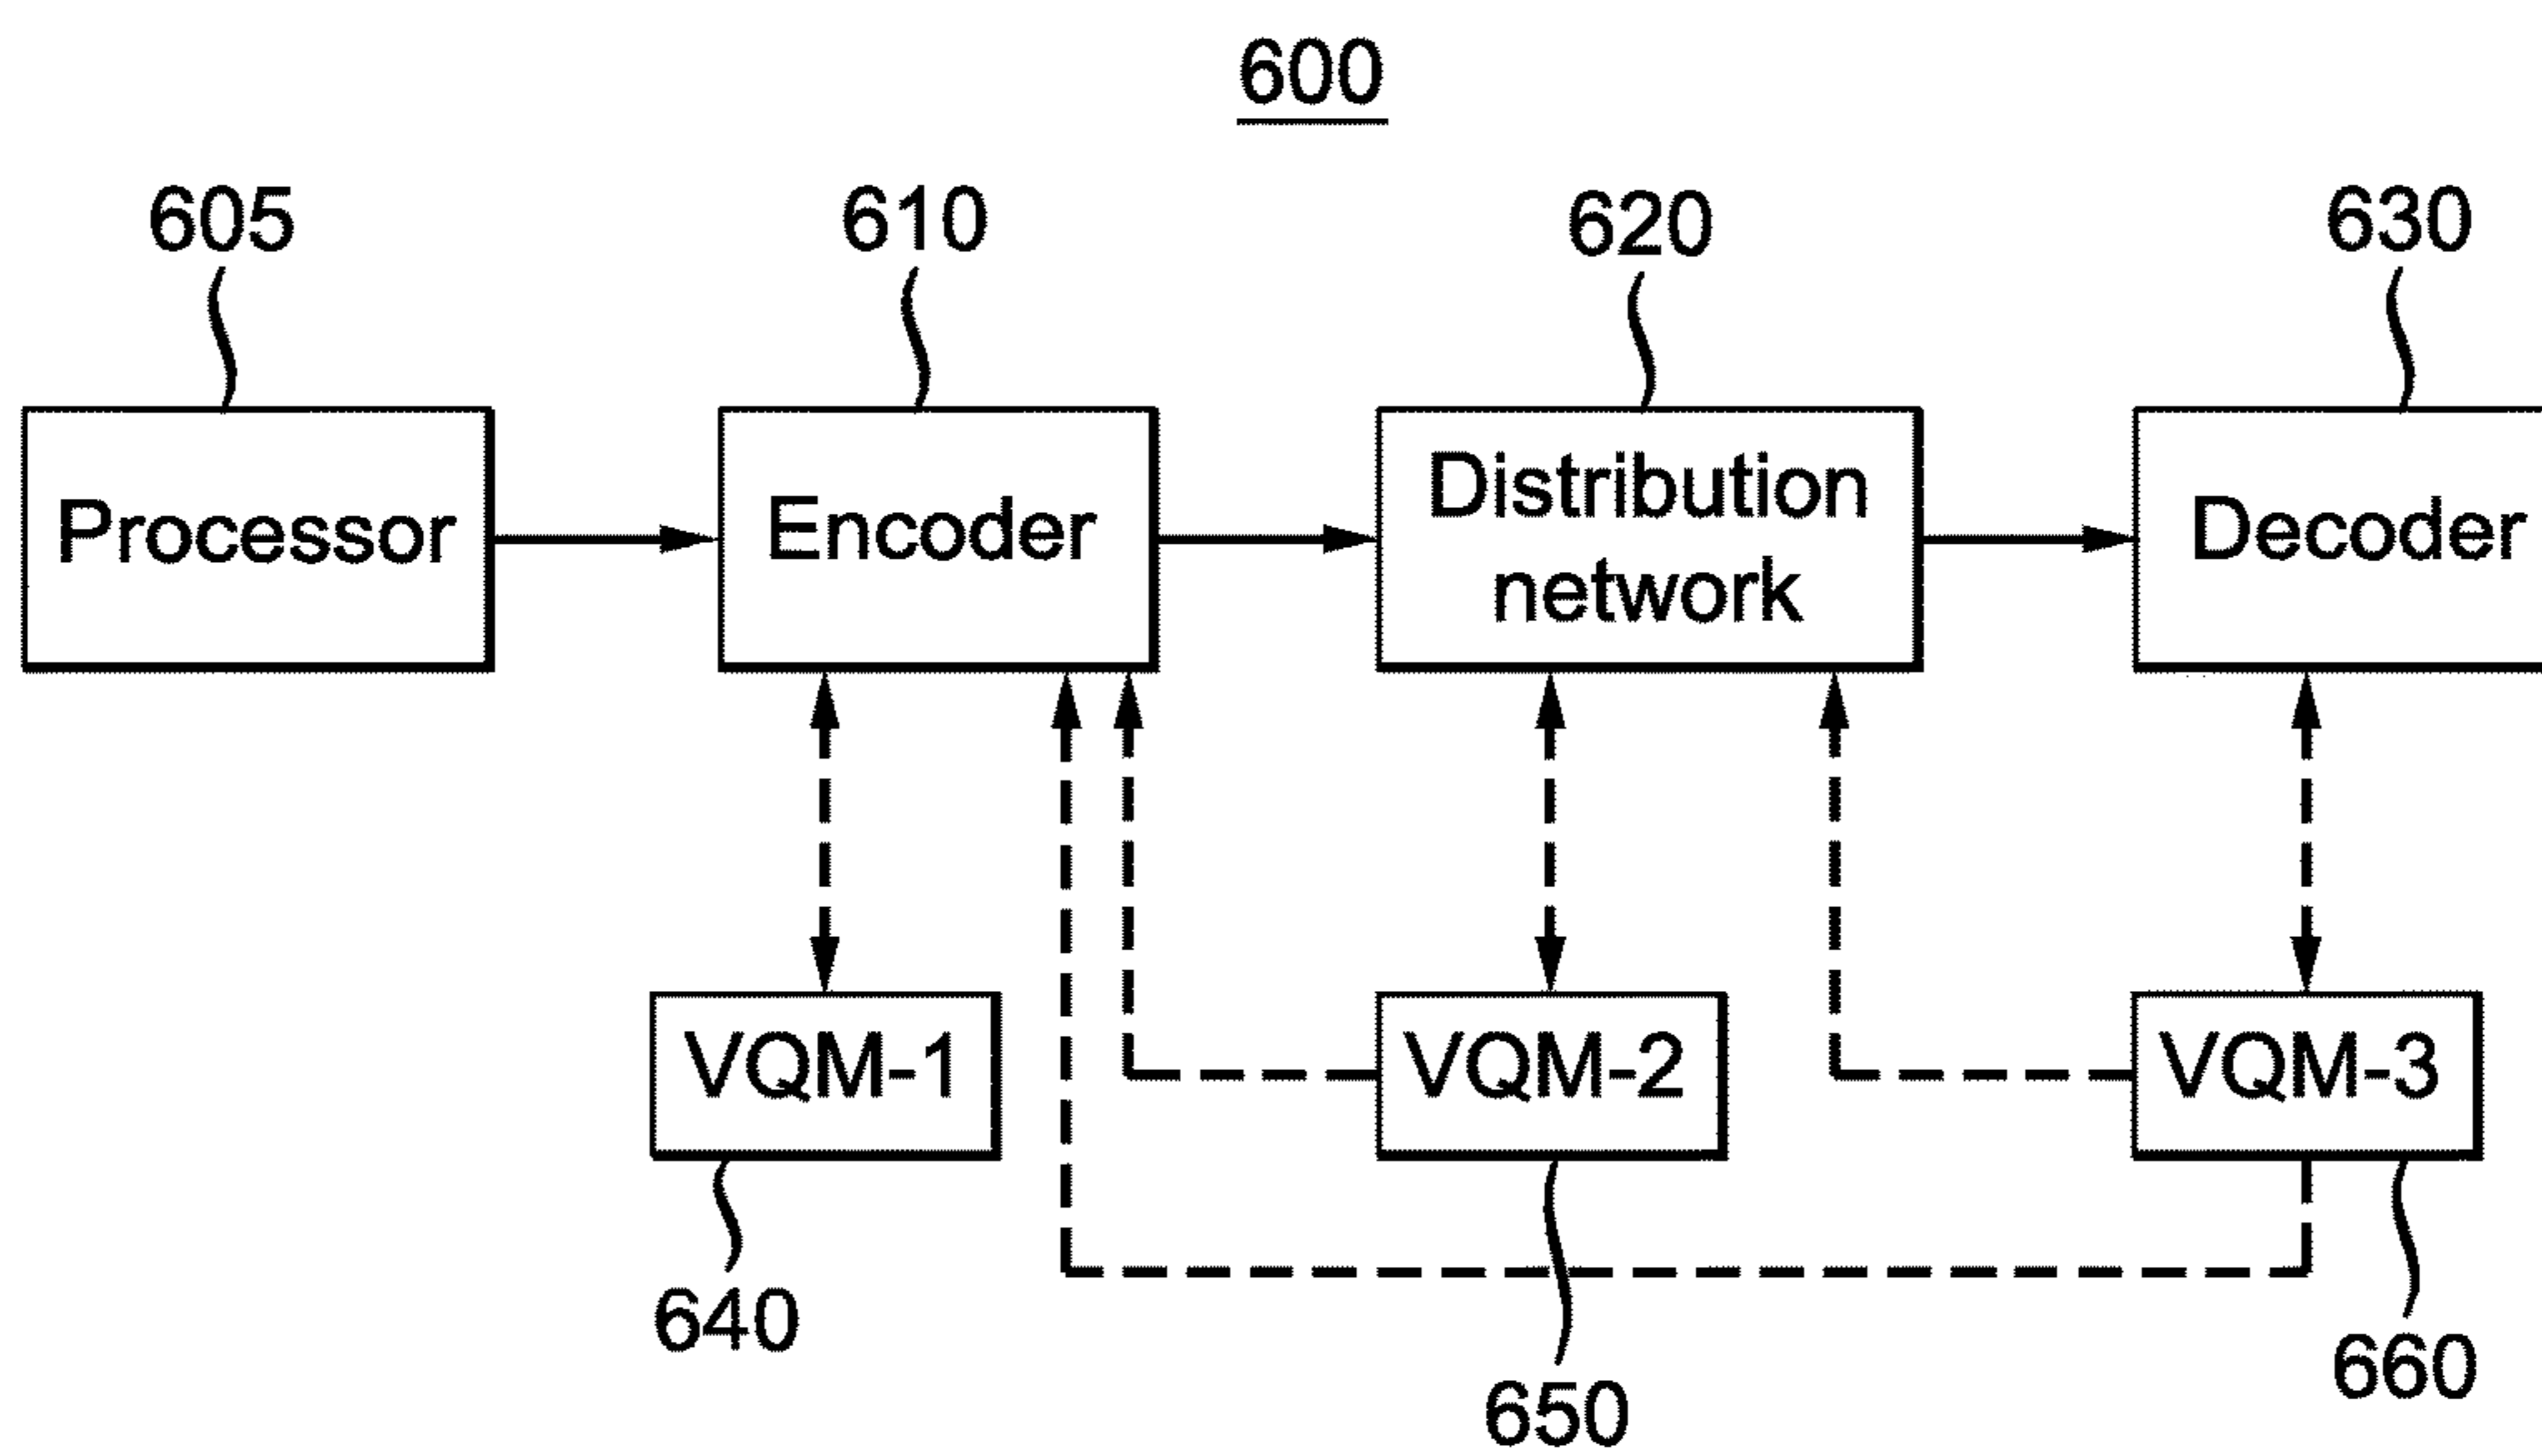 600
605
610
620
630
Processor
Encoder
Distribution
network
Decoder
VQM-1
VQM-2
VQM-3
640
650
660